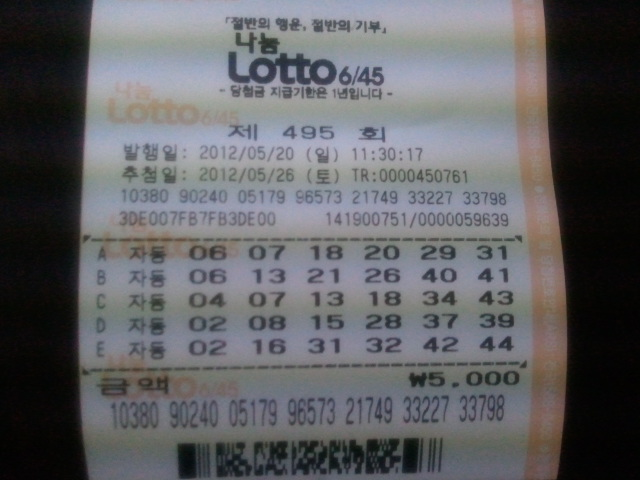 「절반의 행운, 절반의 기부」
나눔
Lotto 6/45
- 당첨금 지급기한은 1년입니다 -
제 495 회
발행일: 2012/05/20 (일) 11:30:17
추첨일: 2012/05/26 (토) TR:0000450761
10380 90240 05179 96573 21749 33227 33798
3DE007FB7FB3DE00 141900751/0000059639
A 자동 06 07 18 20 29 31
B 자동 06 13 21 26 40 41
C 자동 04 07 13 18 34 43
D 자동 02 08 15 28 37 39
E 자동 02 16 31 32 42 44
금액 ₩5,000
10380 90240 05179 96573 21749 33227 33798